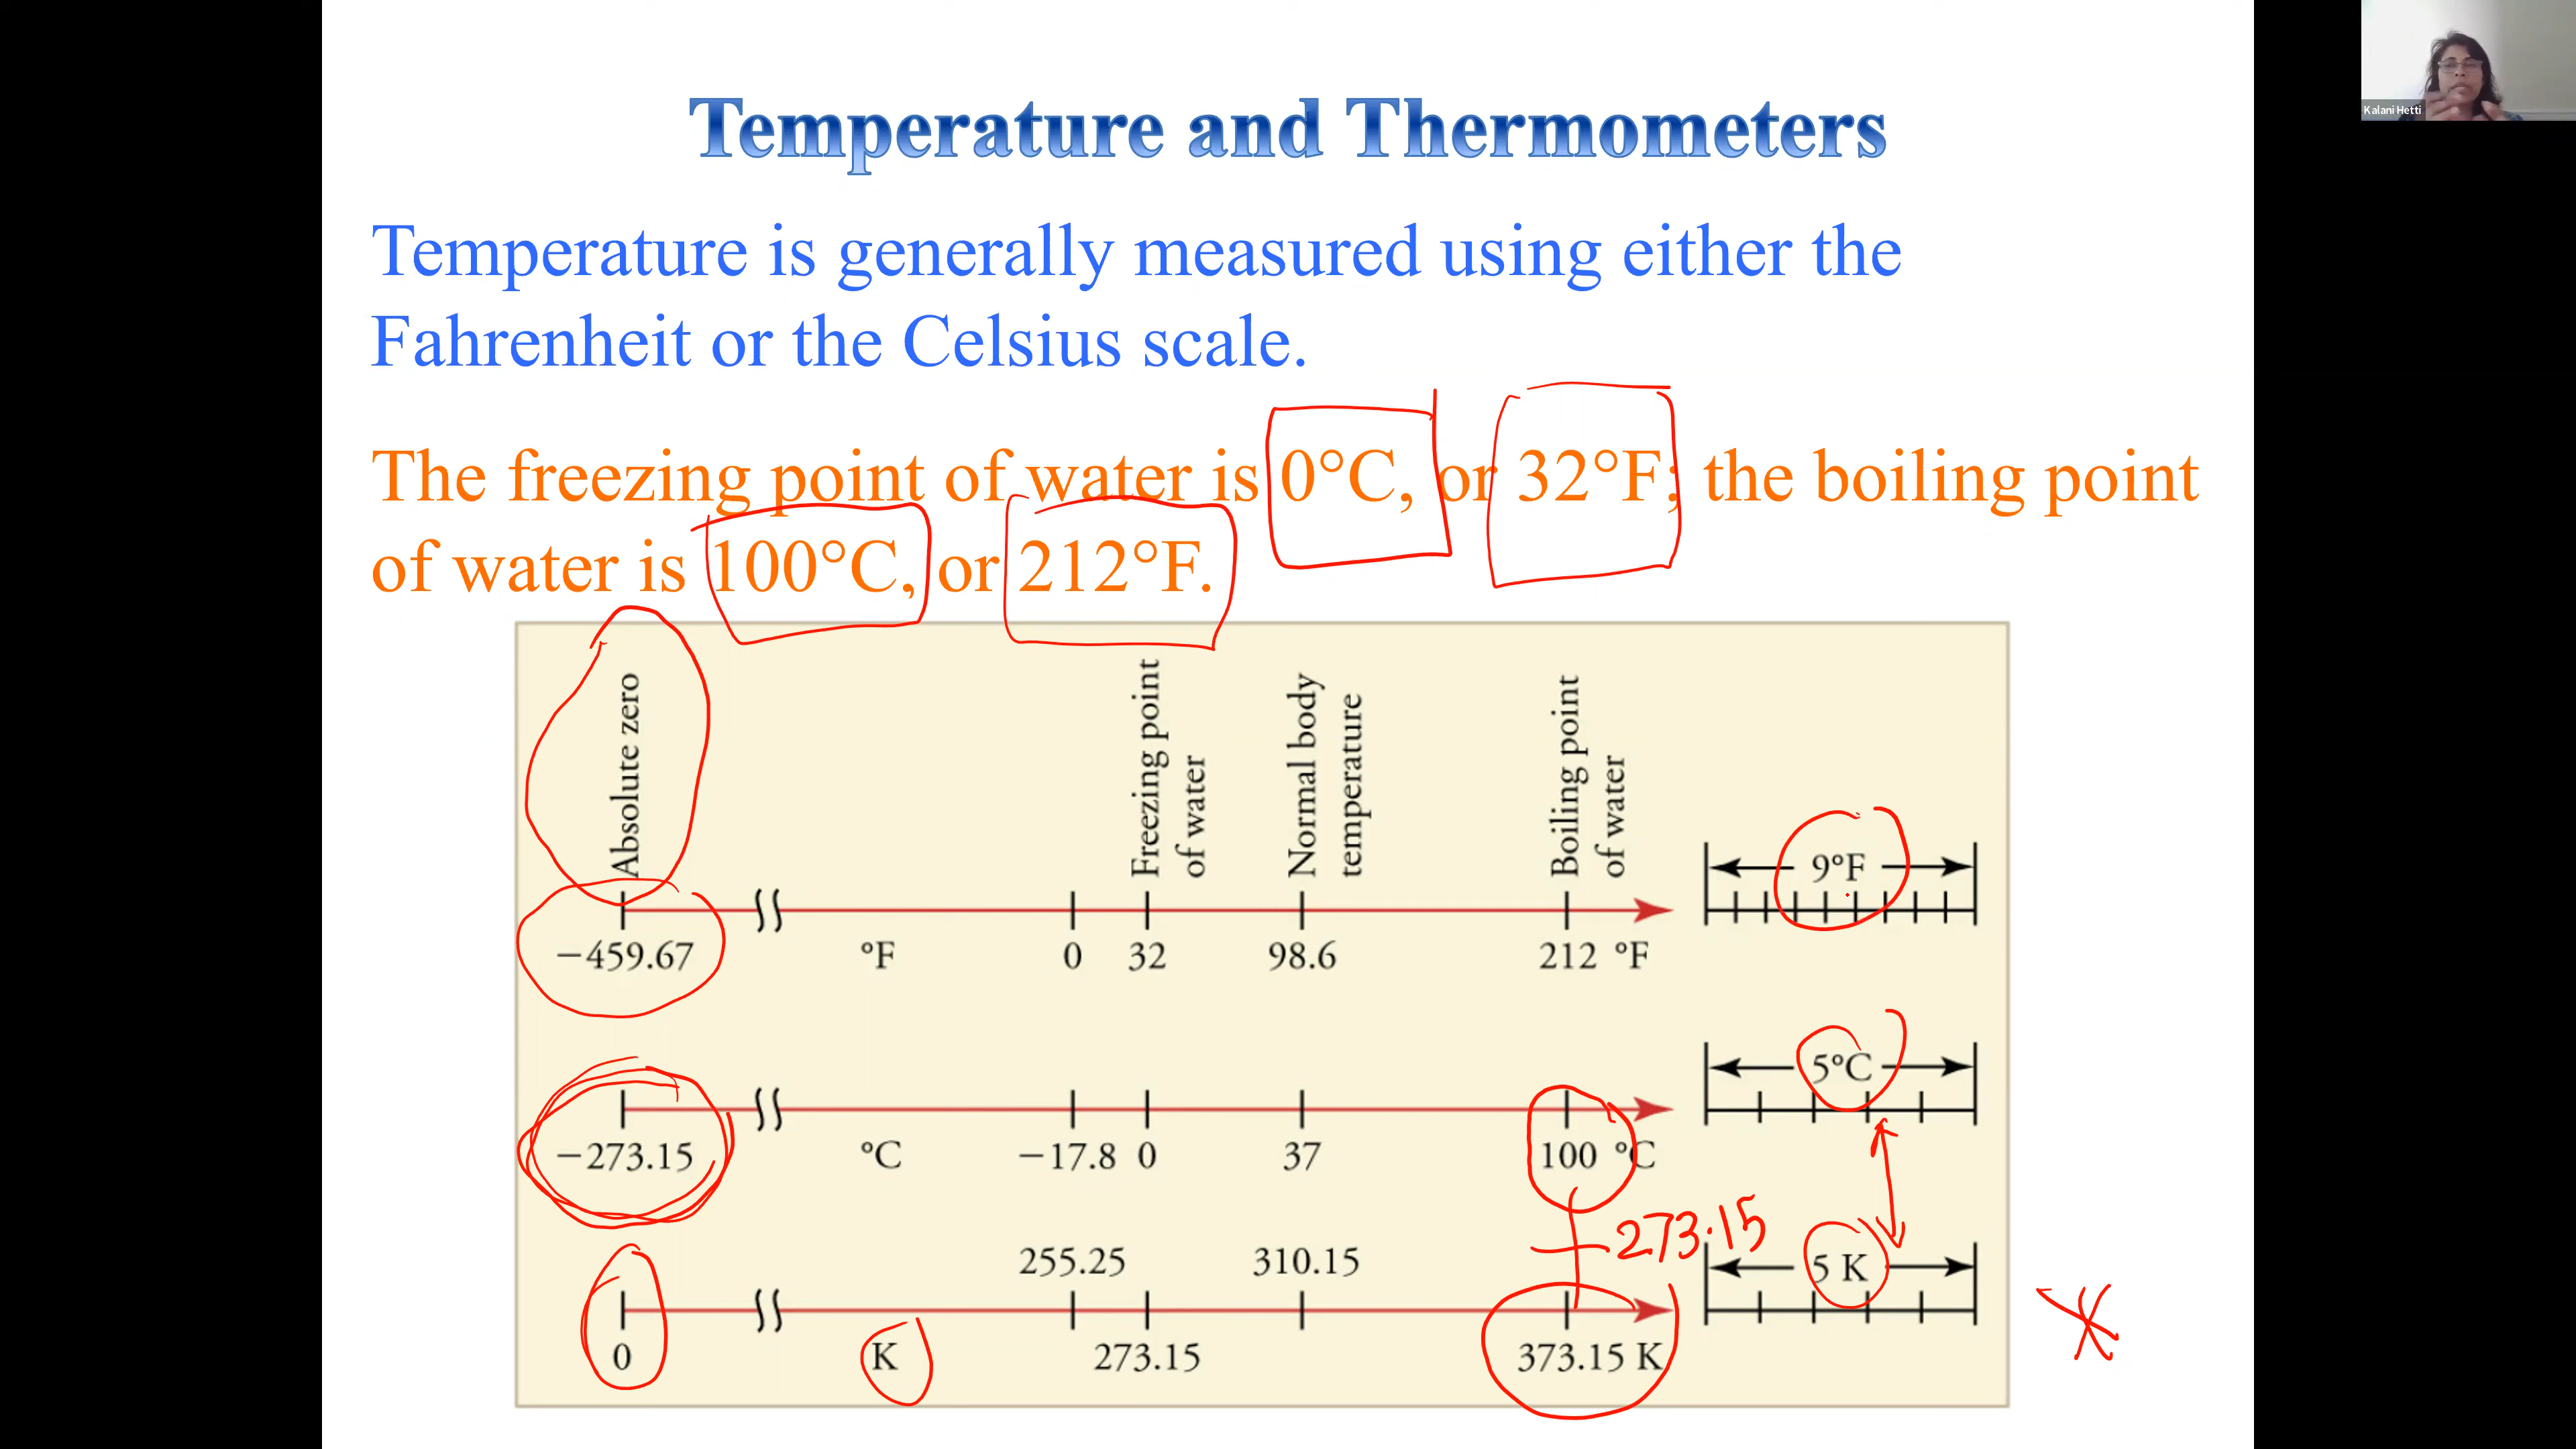 Kalani Hetti
Temperature and Thermometers
Temperature is generally measured using either the
Fahrenheit or the Celsius scale.
The freezing point of water is 0°C, or 32°F; the boiling point
of water is 100°C, or 212°F.
Absolute zero
Freezing point
of water
Normal body
temperature
Boiling point
of water
9°F
−459.67 °F 0 32 98.6 212 °F
5°C
−273.15 °C −17.8 0 37 100 °C
273.15
255.25 310.15
5 K
0 K 273.15 373.15 K